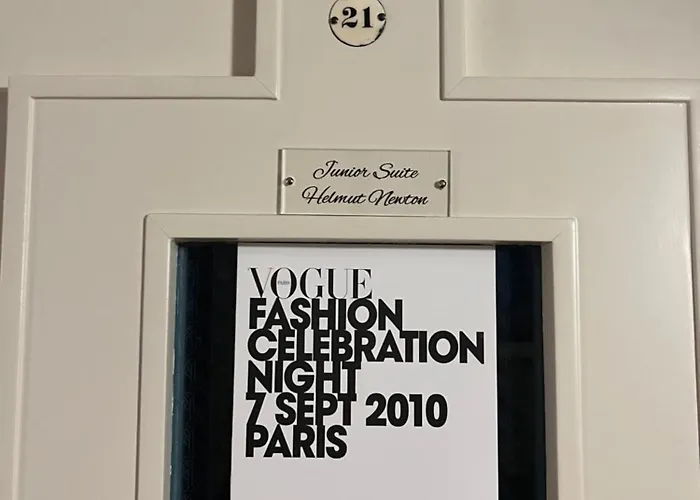 21
Junior Suite
Helmut Newton
VOGUE
FASHION
CELEBRATION
NIGHT
7 SEPT 2010
PARIS